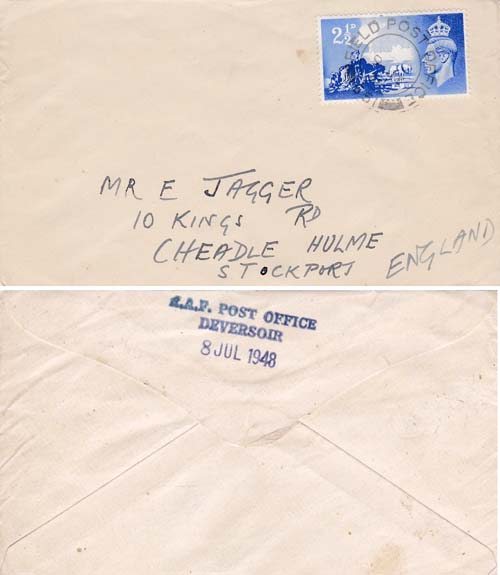 2½D
FIELD POST OFFICE
MR E JAGGER
10 KINGS RD
CHEADLE HULME
STOCKPORT
ENGLAND
R.A.F. POST OFFICE
DEVERSOIR
8 JUL 1948